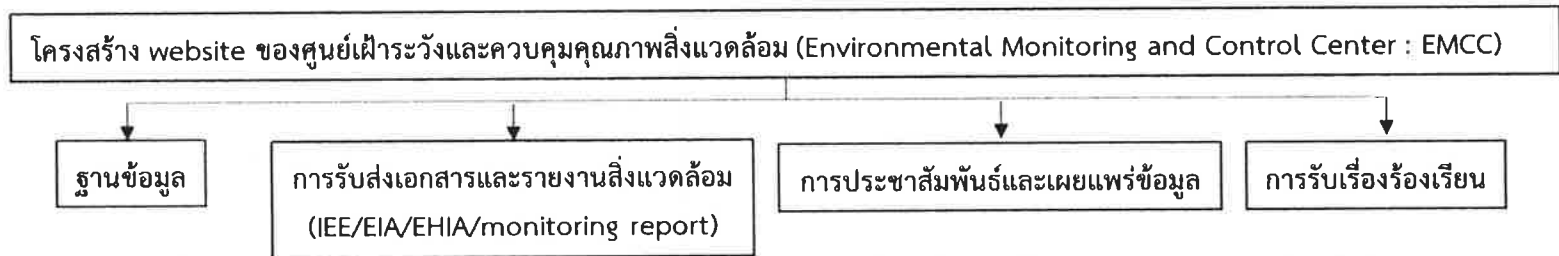 โครงสร้าง website ของศูนย์เฝ้าระวังและควบคุมคุณภาพสิ่งแวดล้อม (Environmental Monitoring and Control Center : EMCC)
ฐานข้อมูล
การรับส่งเอกสารและรายงานสิ่งแวดล้อม
(IEE/EIA/EHIA/monitoring report)
การประชาสัมพันธ์และเผยแพร่ข้อมูล
การรับเรื่องร้องเรียน